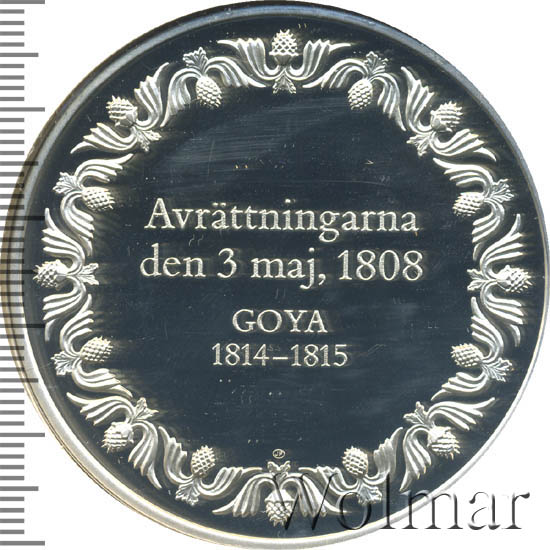 Avrättningarna
den 3 maj, 1808
GOYA
1814–1815
Wolmar